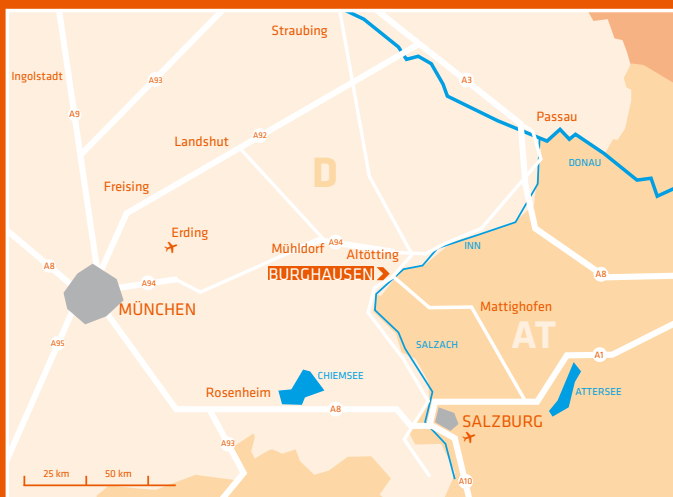 Straubing
Ingolstadt
A93
A3
A9
Passau
A92
Landshut
DONAU
D
Freising
Erding
INN
Mühldorf
A94
Altötting
A8
BURGHAUSEN
A8
A94
MÜNCHEN
Mattighofen
AT
A95
SALZACH
A1
CHIEMSEE
Rosenheim
ATTERSEE
A8
SALZBURG
A93
25 km
50 km
A10